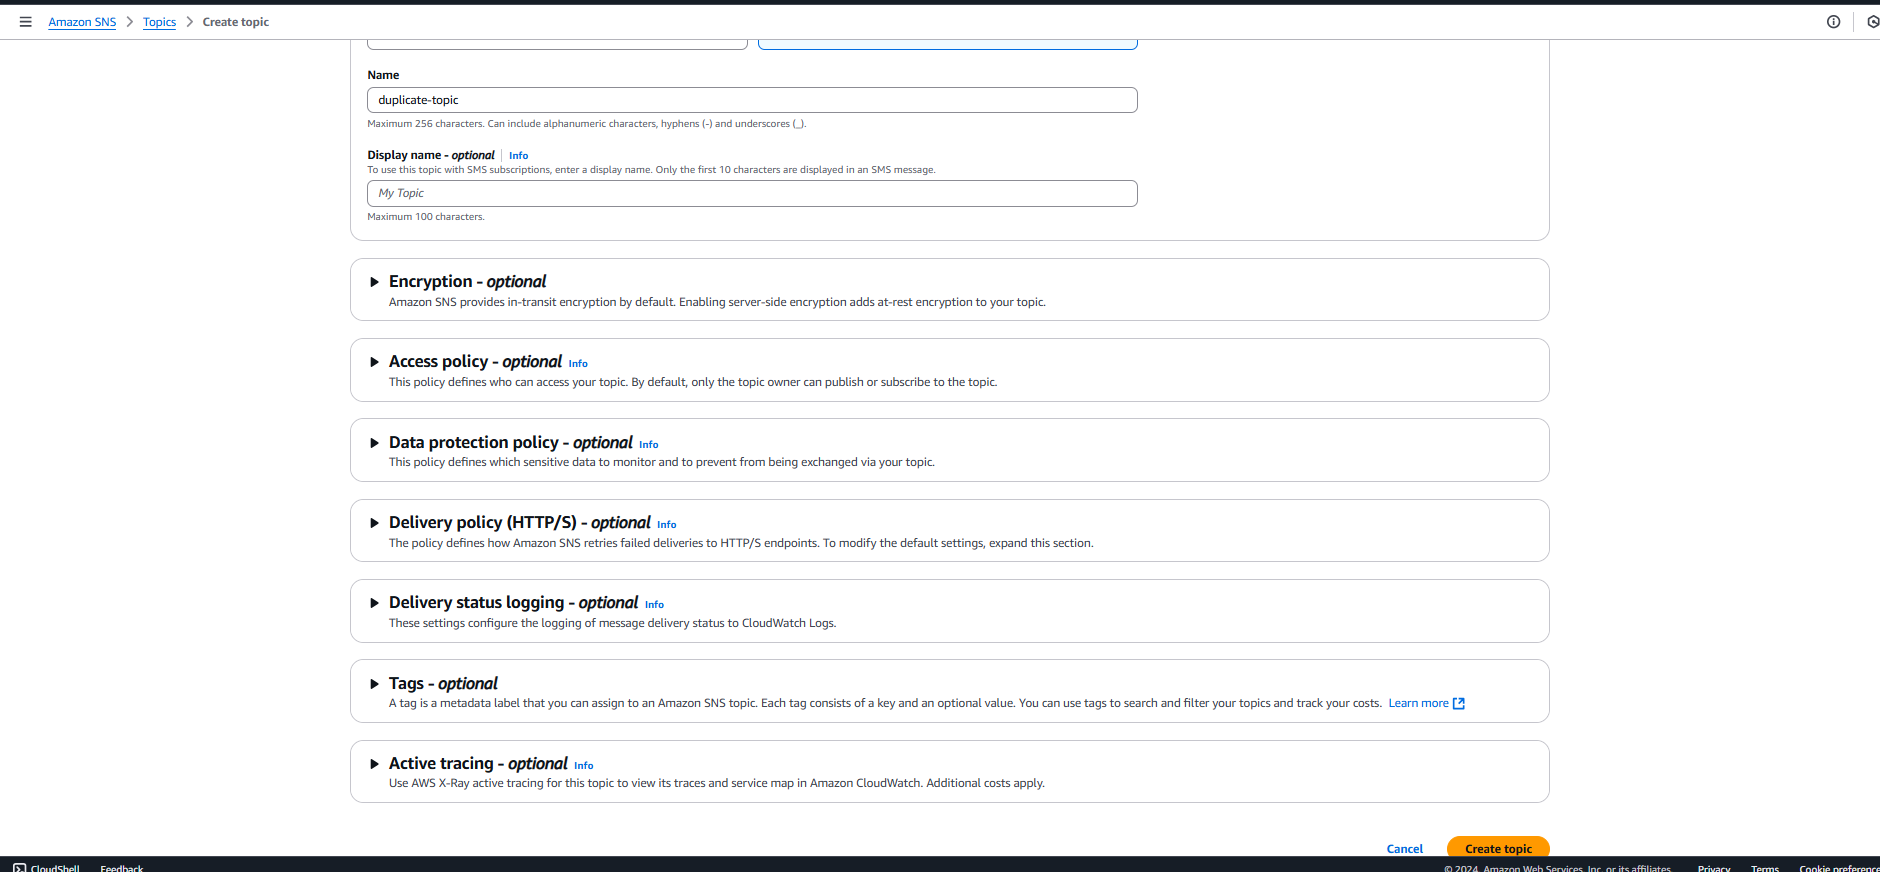 Amazon SNS > Topics > Create topic
Name
duplicate-topic
Maximum 256 characters. Can include alphanumeric characters, hyphens (-) and underscores (_).
Display name - optional | Info
To use this topic with SMS subscriptions, enter a display name. Only the first 10 characters are displayed in an SMS message.
My Topic
Maximum 100 characters.
Encryption - optional
Amazon SNS provides in-transit encryption by default. Enabling server-side encryption adds at-rest encryption to your topic.
Access policy - optional Info
This policy defines who can access your topic. By default, only the topic owner can publish or subscribe to the topic.
Data protection policy - optional Info
This policy defines which sensitive data to monitor and to prevent from being exchanged via your topic.
Delivery policy (HTTP/S) - optional Info
The policy defines how Amazon SNS retries failed deliveries to HTTP/S endpoints. To modify the default settings, expand this section.
Delivery status logging - optional Info
These settings configure the logging of message delivery status to CloudWatch Logs.
Tags - optional
A tag is a metadata label that you can assign to an Amazon SNS topic. Each tag consists of a key and an optional value. You can use tags to search and filter your topics and track your costs. Learn more
Active tracing - optional Info
Use AWS X-Ray active tracing for this topic to view its traces and service map in Amazon CloudWatch. Additional costs apply.
Cancel Create topic
CloudShell Feedback © 2024, Amazon Web Services, Inc. or its affiliates. Privacy Terms Cookie preference